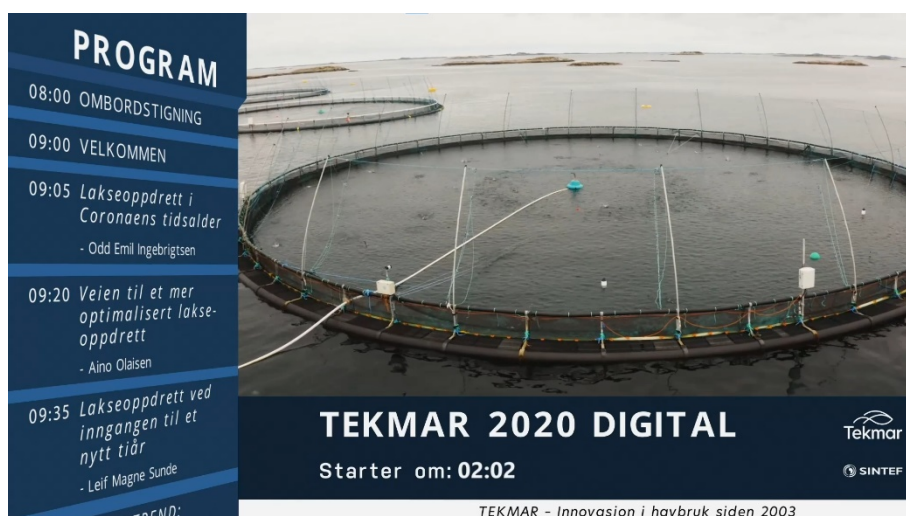 PROGRAM
08:00 OMBORDSTIGNING
09:00 VELKOMMEN
09:05 Lakseoppdrett i
Coronaens tidsalder
- Odd Emil Ingebrigtsen
09:20 Veien til et mer
optimalisert lakse-
oppdrett
- Aino Olaisen
09:35 Lakseoppdrett ved
inngangen til et
nytt tiår
- Leif Magne Sunde
TEKMAR 2020 DIGITAL
Starter om: 02:02
Tekmar
SINTEF
TEKMAR - Innovasjon i havbruk siden 2003